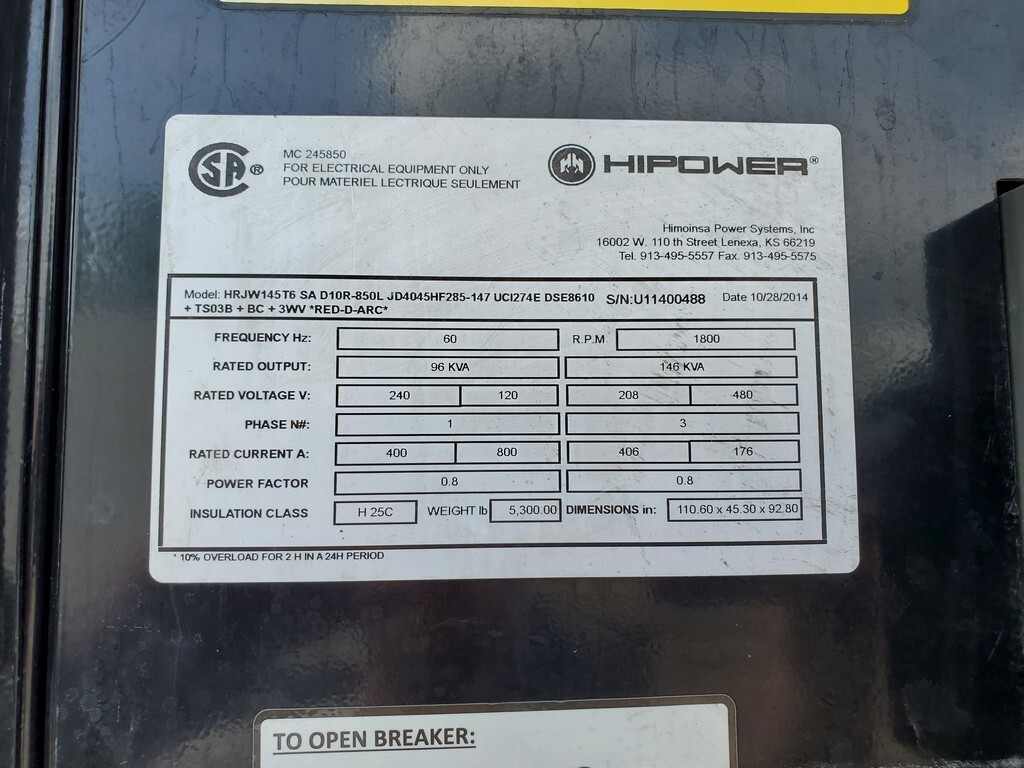 SA ®
MC 245850
FOR ELECTRICAL EQUIPMENT ONLY
POUR MATERIEL LECTRIQUE SEULEMENT
HIPOWER®
Himoinsa Power Systems, Inc
16002 W. 110 th Street Lenexa, KS 66219
Tel. 913-495-5557 Fax. 913-495-5575
Model: HRJW145T6 SA D10R-850L JD4045HF285-147 UCI274E DSE8610 S/N:U11400488 Date 10/28/2014
+ TS03B + BC + 3WV *RED-D-ARC*
FREQUENCY Hz: 60 R.P.M 1800
RATED OUTPUT: 96 KVA 146 KVA
RATED VOLTAGE V: 240 120 208 480
PHASE N#: 1 3
RATED CURRENT A: 400 800 406 176
POWER FACTOR 0.8 0.8
INSULATION CLASS H 25C WEIGHT lb 5,300.00 DIMENSIONS in: 110.60 x 45.30 x 92.80
* 10% OVERLOAD FOR 2 H IN A 24H PERIOD
TO OPEN BREAKER: